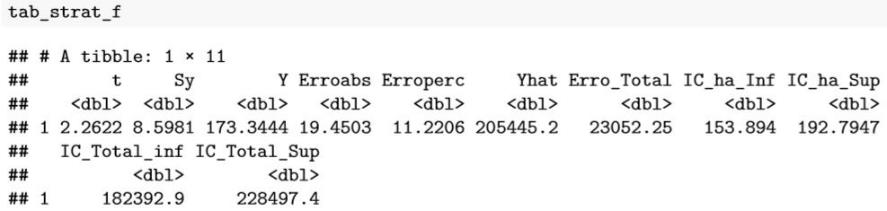 tab_strat_f
## # A tibble: 1 × 11
##        t     Sy        Y Erroabs Erroperc     Yhat Erro_Total IC_ha_Inf IC_ha_Sup
##    <dbl>  <dbl>    <dbl>   <dbl>    <dbl>    <dbl>      <dbl>     <dbl>     <dbl>
## 1 2.2622 8.5981 173.3444 19.4503  11.2206 205445.2   23052.25   153.894  192.7947
##   IC_Total_inf IC_Total_Sup
##          <dbl>        <dbl>
## 1     182392.9     228497.4